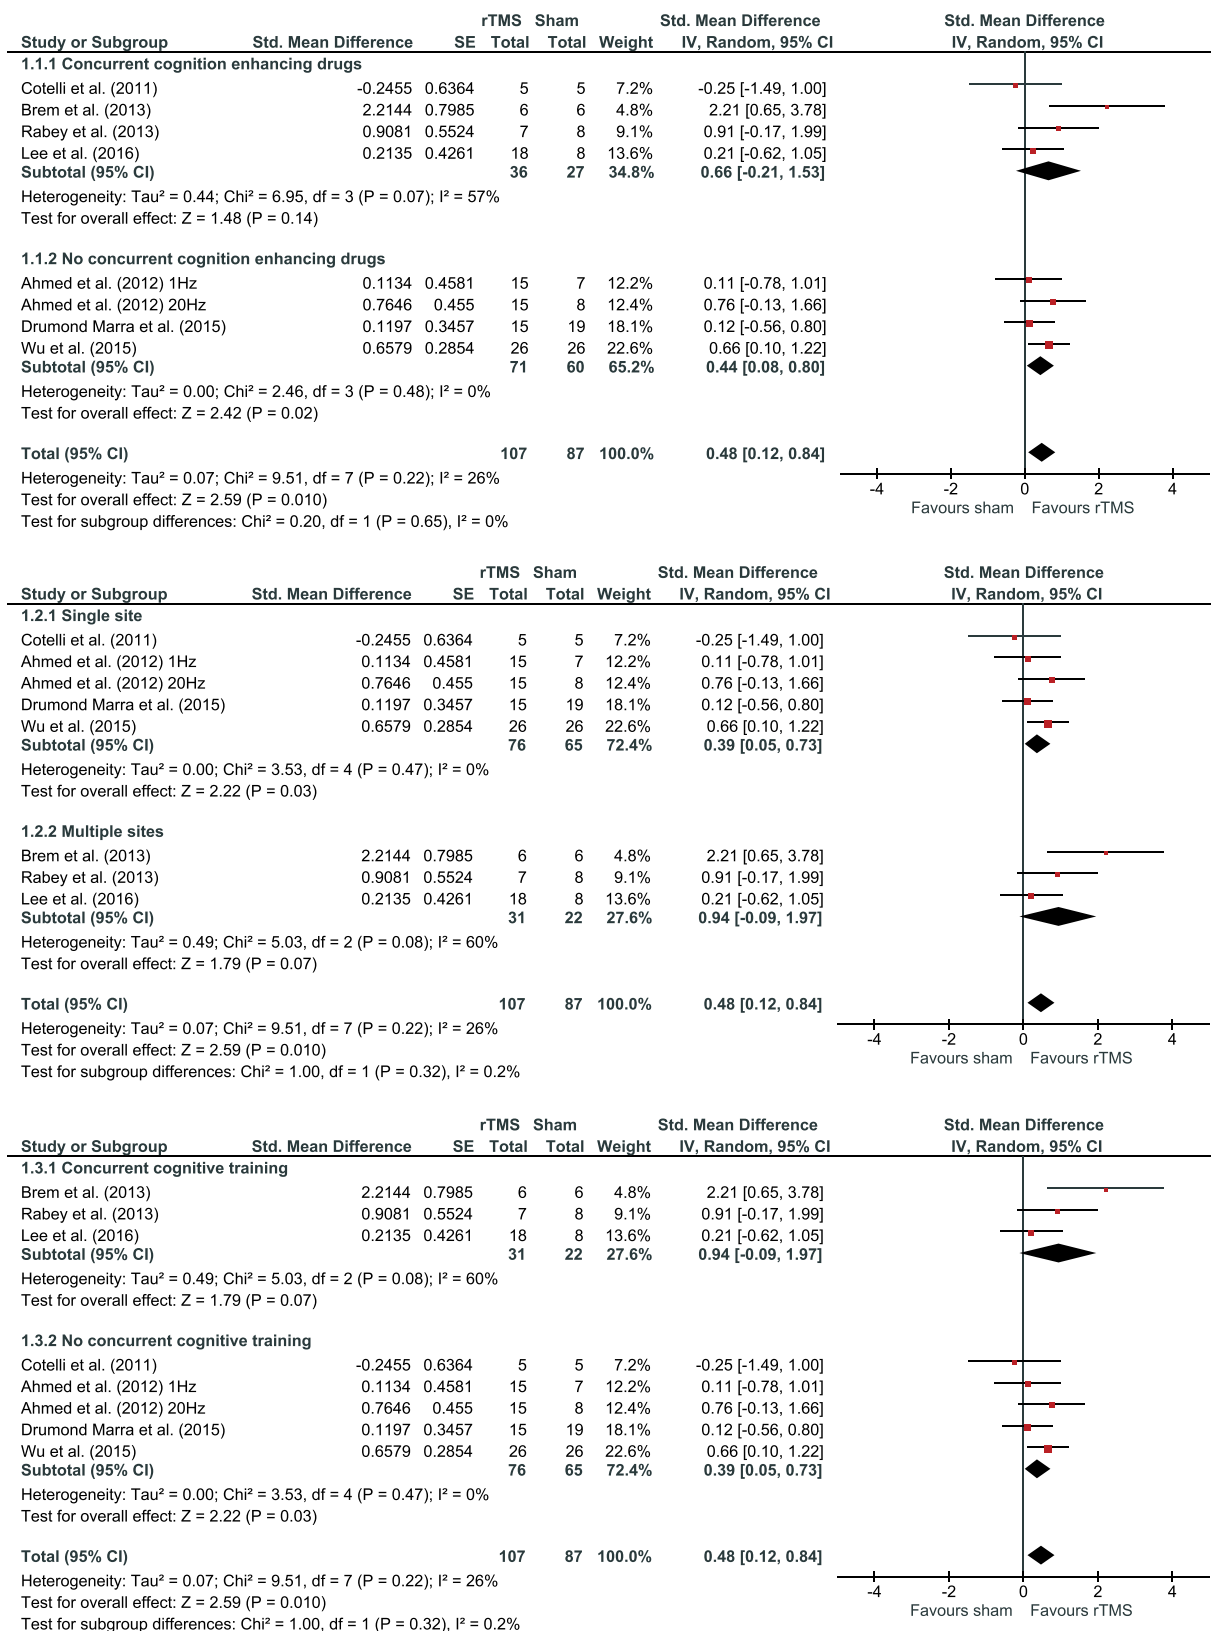 rTMS Sham Std. Mean Difference Std. Mean Difference
Study or Subgroup Std. Mean Difference SE Total Total Weight IV, Random, 95% CI IV, Random, 95% CI
1.1.1 Concurrent cognition enhancing drugs
Cotelli et al. (2011) -0.2455 0.6364 5 5 7.2% -0.25 [-1.49, 1.00]
Brem et al. (2013) 2.2144 0.7985 6 6 4.8% 2.21 [0.65, 3.78]
Rabey et al. (2013) 0.9081 0.5524 7 8 9.1% 0.91 [-0.17, 1.99]
Lee et al. (2016) 0.2135 0.4261 18 8 13.6% 0.21 [-0.62, 1.05]
Subtotal (95% CI) 36 27 34.8% 0.66 [-0.21, 1.53]
Heterogeneity: Tau² = 0.44; Chi² = 6.95, df = 3 (P = 0.07); I² = 57%
Test for overall effect: Z = 1.48 (P = 0.14)
1.1.2 No concurrent cognition enhancing drugs
Ahmed et al. (2012) 1Hz 0.1134 0.4581 15 7 12.2% 0.11 [-0.78, 1.01]
Ahmed et al. (2012) 20Hz 0.7646 0.455 15 8 12.4% 0.76 [-0.13, 1.66]
Drumond Marra et al. (2015) 0.1197 0.3457 15 19 18.1% 0.12 [-0.56, 0.80]
Wu et al. (2015) 0.6579 0.2854 26 26 22.6% 0.66 [0.10, 1.22]
Subtotal (95% CI) 71 60 65.2% 0.44 [0.08, 0.80]
Heterogeneity: Tau² = 0.00; Chi² = 2.46, df = 3 (P = 0.48); I² = 0%
Test for overall effect: Z = 2.42 (P = 0.02)
Total (95% CI) 107 87 100.0% 0.48 [0.12, 0.84]
Heterogeneity: Tau² = 0.07; Chi² = 9.51, df = 7 (P = 0.22); I² = 26%
Test for overall effect: Z = 2.59 (P = 0.010)
Test for subgroup differences: Chi² = 0.20, df = 1 (P = 0.65), I² = 0%
-4 -2 0 2 4
Favours sham Favours rTMS
rTMS Sham Std. Mean Difference Std. Mean Difference
Study or Subgroup Std. Mean Difference SE Total Total Weight IV, Random, 95% CI IV, Random, 95% CI
1.2.1 Single site
Cotelli et al. (2011) -0.2455 0.6364 5 5 7.2% -0.25 [-1.49, 1.00]
Ahmed et al. (2012) 1Hz 0.1134 0.4581 15 7 12.2% 0.11 [-0.78, 1.01]
Ahmed et al. (2012) 20Hz 0.7646 0.455 15 8 12.4% 0.76 [-0.13, 1.66]
Drumond Marra et al. (2015) 0.1197 0.3457 15 19 18.1% 0.12 [-0.56, 0.80]
Wu et al. (2015) 0.6579 0.2854 26 26 22.6% 0.66 [0.10, 1.22]
Subtotal (95% CI) 76 65 72.4% 0.39 [0.05, 0.73]
Heterogeneity: Tau² = 0.00; Chi² = 3.53, df = 4 (P = 0.47); I² = 0%
Test for overall effect: Z = 2.22 (P = 0.03)
1.2.2 Multiple sites
Brem et al. (2013) 2.2144 0.7985 6 6 4.8% 2.21 [0.65, 3.78]
Rabey et al. (2013) 0.9081 0.5524 7 8 9.1% 0.91 [-0.17, 1.99]
Lee et al. (2016) 0.2135 0.4261 18 8 13.6% 0.21 [-0.62, 1.05]
Subtotal (95% CI) 31 22 27.6% 0.94 [-0.09, 1.97]
Heterogeneity: Tau² = 0.49; Chi² = 5.03, df = 2 (P = 0.08); I² = 60%
Test for overall effect: Z = 1.79 (P = 0.07)
Total (95% CI) 107 87 100.0% 0.48 [0.12, 0.84]
Heterogeneity: Tau² = 0.07; Chi² = 9.51, df = 7 (P = 0.22); I² = 26%
Test for overall effect: Z = 2.59 (P = 0.010)
Test for subgroup differences: Chi² = 1.00, df = 1 (P = 0.32), I² = 0.2%
-4 -2 0 2 4
Favours sham Favours rTMS
rTMS Sham Std. Mean Difference Std. Mean Difference
Study or Subgroup Std. Mean Difference SE Total Total Weight IV, Random, 95% CI IV, Random, 95% CI
1.3.1 Concurrent cognitive training
Brem et al. (2013) 2.2144 0.7985 6 6 4.8% 2.21 [0.65, 3.78]
Rabey et al. (2013) 0.9081 0.5524 7 8 9.1% 0.91 [-0.17, 1.99]
Lee et al. (2016) 0.2135 0.4261 18 8 13.6% 0.21 [-0.62, 1.05]
Subtotal (95% CI) 31 22 27.6% 0.94 [-0.09, 1.97]
Heterogeneity: Tau² = 0.49; Chi² = 5.03, df = 2 (P = 0.08); I² = 60%
Test for overall effect: Z = 1.79 (P = 0.07)
1.3.2 No concurrent cognitive training
Cotelli et al. (2011) -0.2455 0.6364 5 5 7.2% -0.25 [-1.49, 1.00]
Ahmed et al. (2012) 1Hz 0.1134 0.4581 15 7 12.2% 0.11 [-0.78, 1.01]
Ahmed et al. (2012) 20Hz 0.7646 0.455 15 8 12.4% 0.76 [-0.13, 1.66]
Drumond Marra et al. (2015) 0.1197 0.3457 15 19 18.1% 0.12 [-0.56, 0.80]
Wu et al. (2015) 0.6579 0.2854 26 26 22.6% 0.66 [0.10, 1.22]
Subtotal (95% CI) 76 65 72.4% 0.39 [0.05, 0.73]
Heterogeneity: Tau² = 0.00; Chi² = 3.53, df = 4 (P = 0.47); I² = 0%
Test for overall effect: Z = 2.22 (P = 0.03)
Total (95% CI) 107 87 100.0% 0.48 [0.12, 0.84]
Heterogeneity: Tau² = 0.07; Chi² = 9.51, df = 7 (P = 0.22); I² = 26%
Test for overall effect: Z = 2.59 (P = 0.010)
Test for subgroup differences: Chi² = 1.00, df = 1 (P = 0.32), I² = 0.2%
-4 -2 0 2 4
Favours sham Favours rTMS